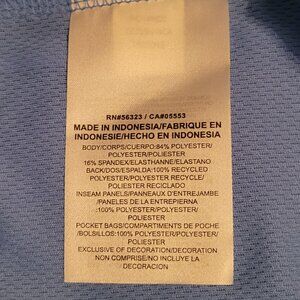 RN#56323 / CA#05553
MADE IN INDONESIA/FABRIQUE EN
INDONESIE/HECHO EN INDONESIA
BODY/CORPS/CUERPO:84% POLYESTER/
POLYESTER/POLIESTER
16% SPANDEX/ELASTHANNE/ELASTANO
BACK/DOS/ESPALDA:100% RECYCLED
POLYESTER/POLYESTER RECYCLE/
POLIESTER RECICLADO
INSEAM PANELS/PANNEAUX D'ENTREJAMBE
/PANELES DE LA ENTREPIERNA
:100% POLYESTER/POLYESTER/
POLIESTER
POCKET BAGS/COMPARTIMENTS DE POCHE
/BOLSILLOS:100% POLYESTER/
POLYESTER/POLIESTER
EXCLUSIVE OF DECORATION/DECORATION
NON COMPRISE/NO INCLUYE LA
DECORACION